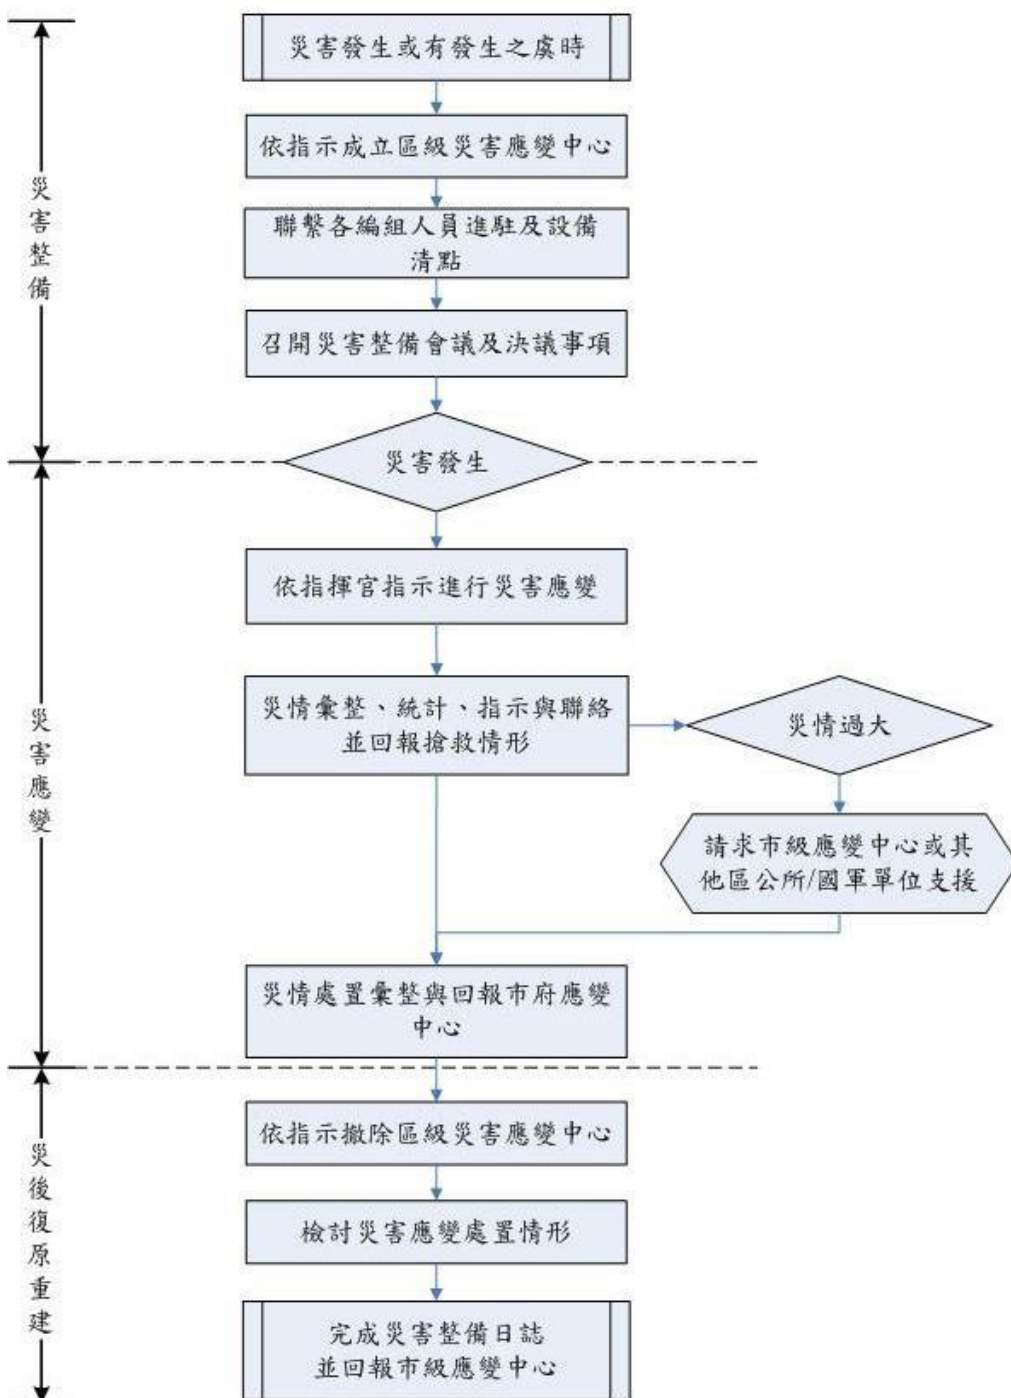 災害發生或有發生之虞時
依指示成立區級災害應變中心
聯繫各編組人員進駐及設備
清點
召開災害整備會議及決議事項
災害整備
災害發生
依指揮官指示進行災害應變
災情彙整、統計、指示與聯絡
並回報搶救情形
災情過大
請求市級應變中心或其
他區公所/國軍單位支援
災害應變
災情處置彙整與回報市府應變
中心
依指示撤除區級災害應變中心
檢討災害應變處置情形
災後復原重建
完成災害整備日誌
並回報市級應變中心